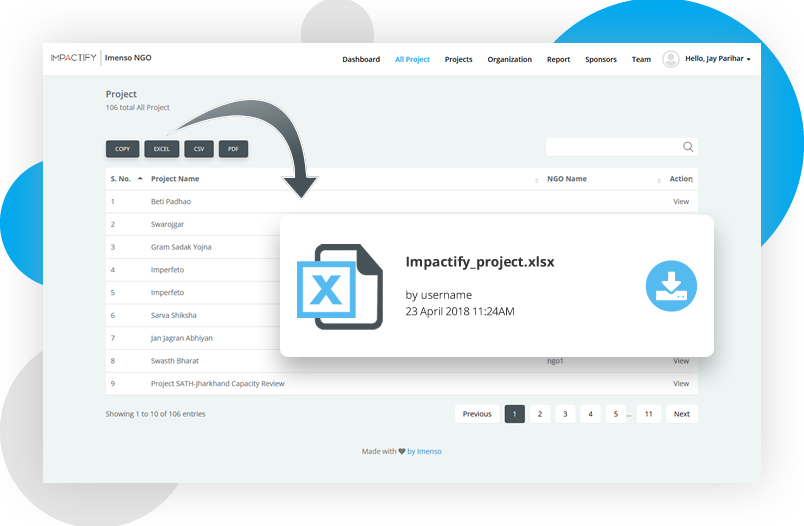 IMPACTIFY Imenso NGO Dashboard All Project Projects Organization Report Sponsors Team Hello, Jay Parihar
Project
106 total All Project
COPY EXCEL CSV PDF
S. No. Project Name NGO Name Action
1 Beti Padhao View
2 Swarojgar
3 Gram Sadak Yojna
4 Imperfeto
5 Imperfeto
6 Sarva Shiksha
7 Jan Jagran Abhiyan
8 Swasth Bharat ngo1 View
9 Project SATH-Jharkhand Capacity Review View
X
Impactify_project.xlsx
by username
23 April 2018 11:24AM
Showing 1 to 10 of 106 entries Previous 1 2 3 4 5 ... 11 Next
Made with by Imenso